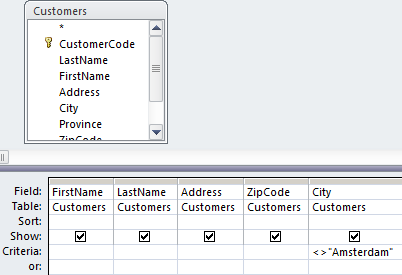 Customers
*
CustomerCode
LastName
FirstName
Address
City
Province
ZipCode
Field: FirstName LastName Address ZipCode City
Table: Customers Customers Customers Customers Customers
Sort:
Show:
Criteria: <>"Amsterdam"
or: